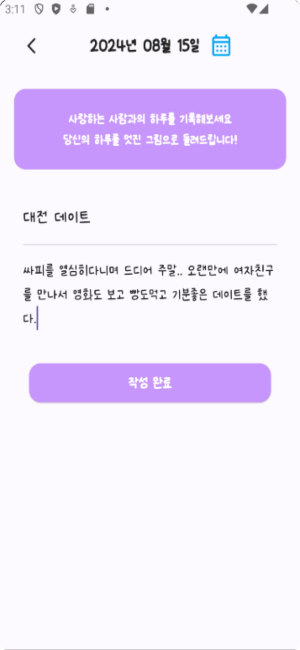 3:11
2024년 08월 15일
사랑하는 사람과의 하루를 기록해보세요
당신의 하루를 멋진 그림으로 돌려드립니다!
대전 데이트
싸피를 열심히다니며 드디어 주말.. 오랜만에 여자친구
를 만나서 영화도 보고 빵도먹고 기분좋은 데이트를 했
다.
작성 완료